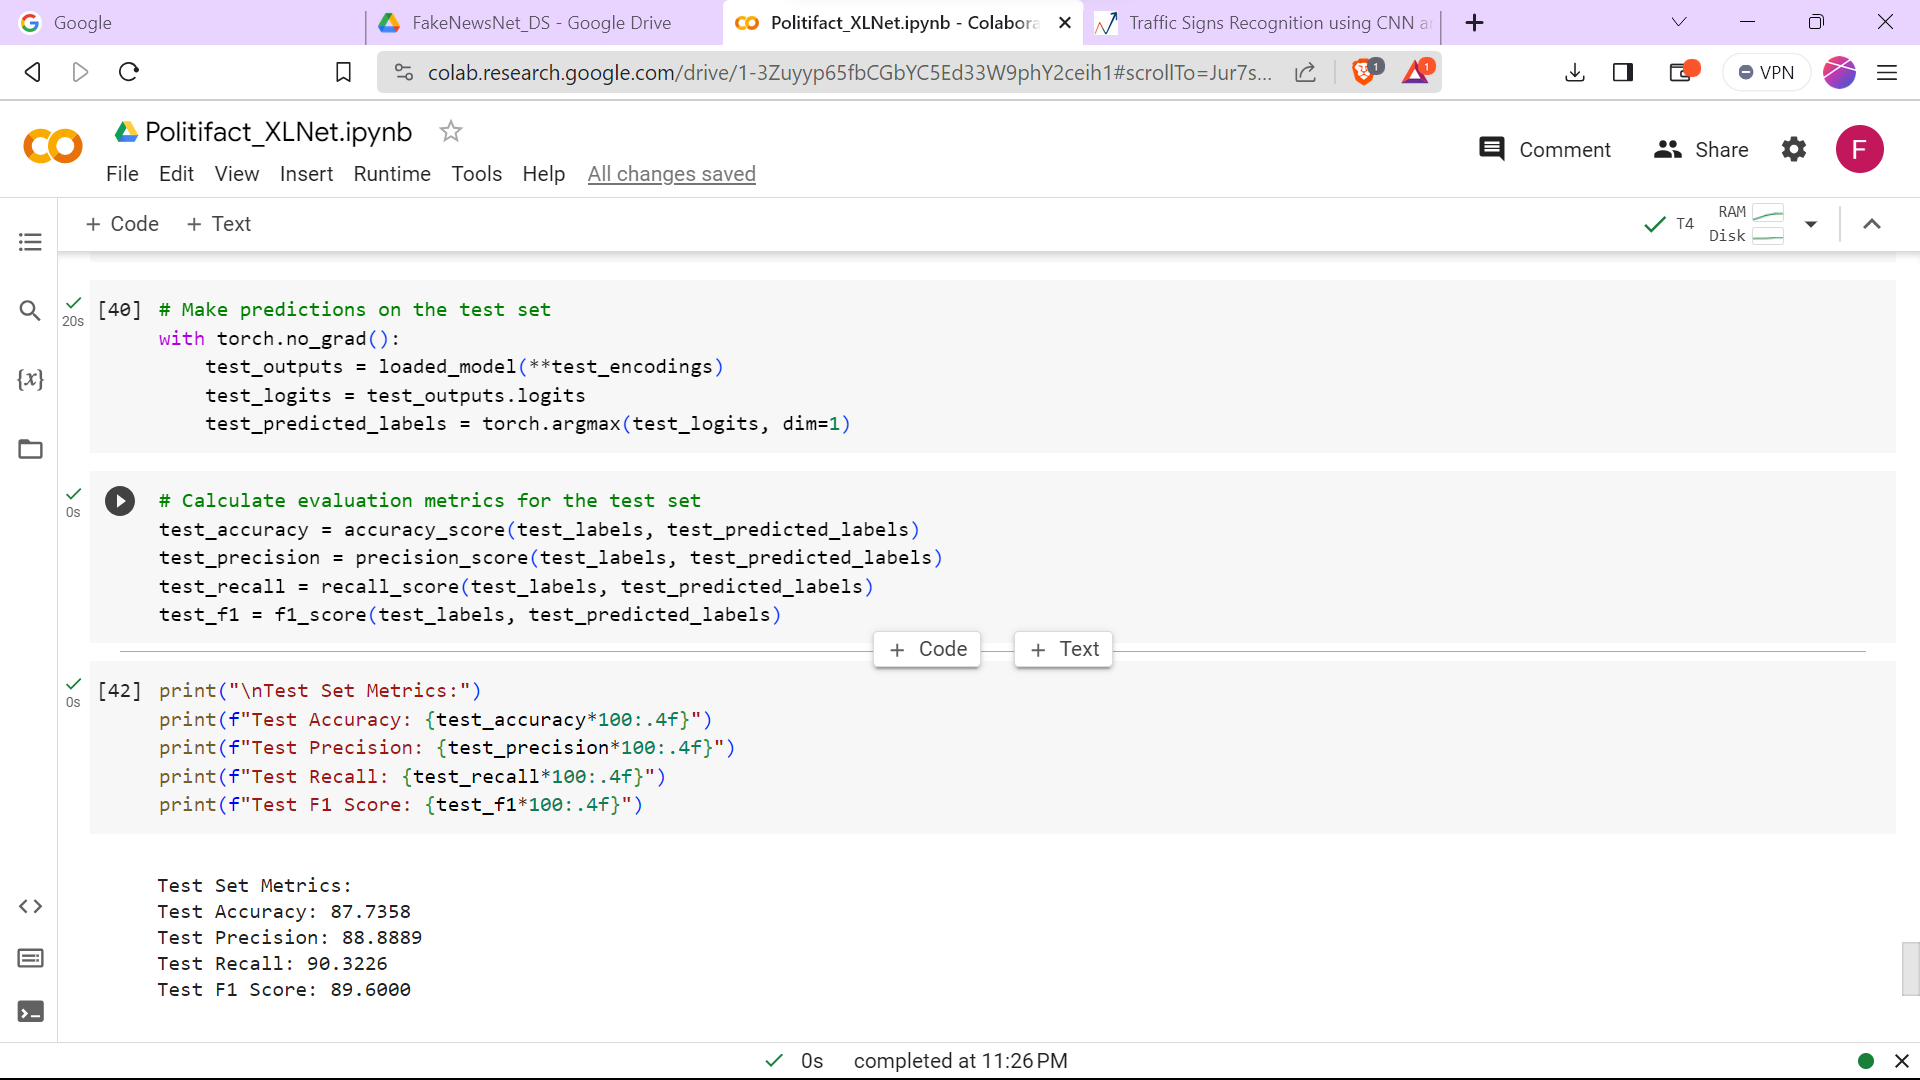 Google
FakeNewsNet_DS - Google Drive
Politifact_XLNet.ipynb - Colabora
Traffic Signs Recognition using CNN a
colab.research.google.com/drive/1-3Zuyyp65fbCGbYC5Ed33W9phY2ceih1#scrollTo=Jur7s...
1
1
VPN
Politifact_XLNet.ipynb
Comment
Share
F
File Edit View Insert Runtime Tools Help All changes saved
+ Code + Text
T4
RAM
Disk
{x}
20s
[40] # Make predictions on the test set
with torch.no_grad():
test_outputs = loaded_model(**test_encodings)
test_logits = test_outputs.logits
test_predicted_labels = torch.argmax(test_logits, dim=1)
0s
# Calculate evaluation metrics for the test set
test_accuracy = accuracy_score(test_labels, test_predicted_labels)
test_precision = precision_score(test_labels, test_predicted_labels)
test_recall = recall_score(test_labels, test_predicted_labels)
test_f1 = f1_score(test_labels, test_predicted_labels)
+ Code + Text
0s
[42] print("\nTest Set Metrics:")
print(f"Test Accuracy: {test_accuracy*100:.4f}")
print(f"Test Precision: {test_precision*100:.4f}")
print(f"Test Recall: {test_recall*100:.4f}")
print(f"Test F1 Score: {test_f1*100:.4f}")
Test Set Metrics:
Test Accuracy: 87.7358
Test Precision: 88.8889
Test Recall: 90.3226
Test F1 Score: 89.6000
0s completed at 11:26 PM